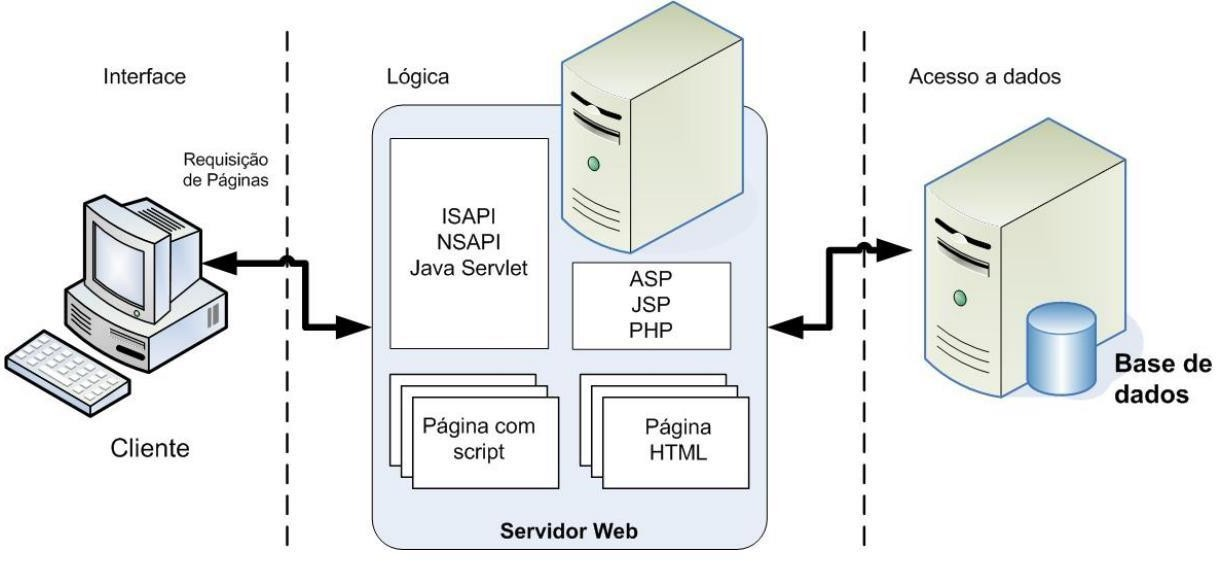 Interface
Lógica
Acesso a dados
Requisição
de Páginas
ISAPI
NSAPI
Java Servlet
ASP
JSP
PHP
Base de
dados
Página com
script
Página
HTML
Cliente
Servidor Web